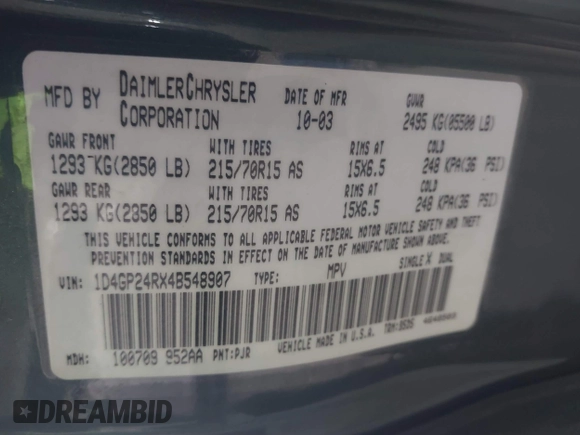 MFD BY DAIMLERCHRYSLER CORPORATION DATE OF MFR 10-03 GVWR 2495 KG(05500 LB)
GAWR FRONT WITH TIRES RIMS AT COLD
1293 KG(2850 LB) 215/70R15 AS 15X6.5 248 KPA(36 PSI)
GAWR REAR WITH TIRES RIMS AT COLD
1293 KG(2850 LB) 215/70R15 AS 15X6.5 248 KPA(36 PSI)
THIS VEHICLE CONFORMS TO ALL APPLICABLE FEDERAL MOTOR VEHICLE SAFETY AND THEFT
PREVENTION STANDARDS IN EFFECT ON THE DATE OF MANUFACTURE SHOWN ABOVE.
VIN: 1D4GP24RX4B548907 TYPE: MPV SINGLE X DUAL
VEHICLE MADE IN U.S.A. TRM:
MDH: 100709 952AA PNT:PJR
DREAMBID